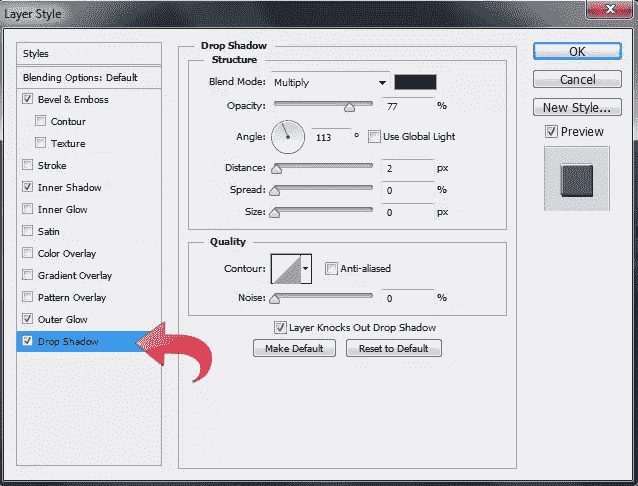 Layer Style
Styles
Blending Options: Default
Bevel & Emboss
Contour
Texture
Stroke
Inner Shadow
Inner Glow
Satin
Color Overlay
Gradient Overlay
Pattern Overlay
Outer Glow
Drop Shadow
Drop Shadow
Structure
Blend Mode: Multiply
Opacity: 77 %
Angle: 113 ° Use Global Light
Distance: 2 px
Spread: 0 %
Size: 0 px
Quality
Contour: Anti-aliased
Noise: 0 %
Layer Knocks Out Drop Shadow
Make Default Reset to Default
OK
Cancel
New Style...
Preview